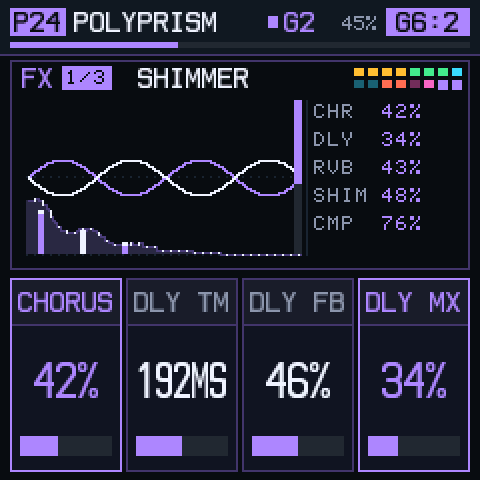 P24 POLYPRISM G2 45% G6:2
FX 1/3 SHIMMER
CHR 42%
DLY 34%
RVB 43%
SHIM 48%
CMP 76%
CHORUS DLY TM DLY FB DLY MX
42% 192MS 46% 34%